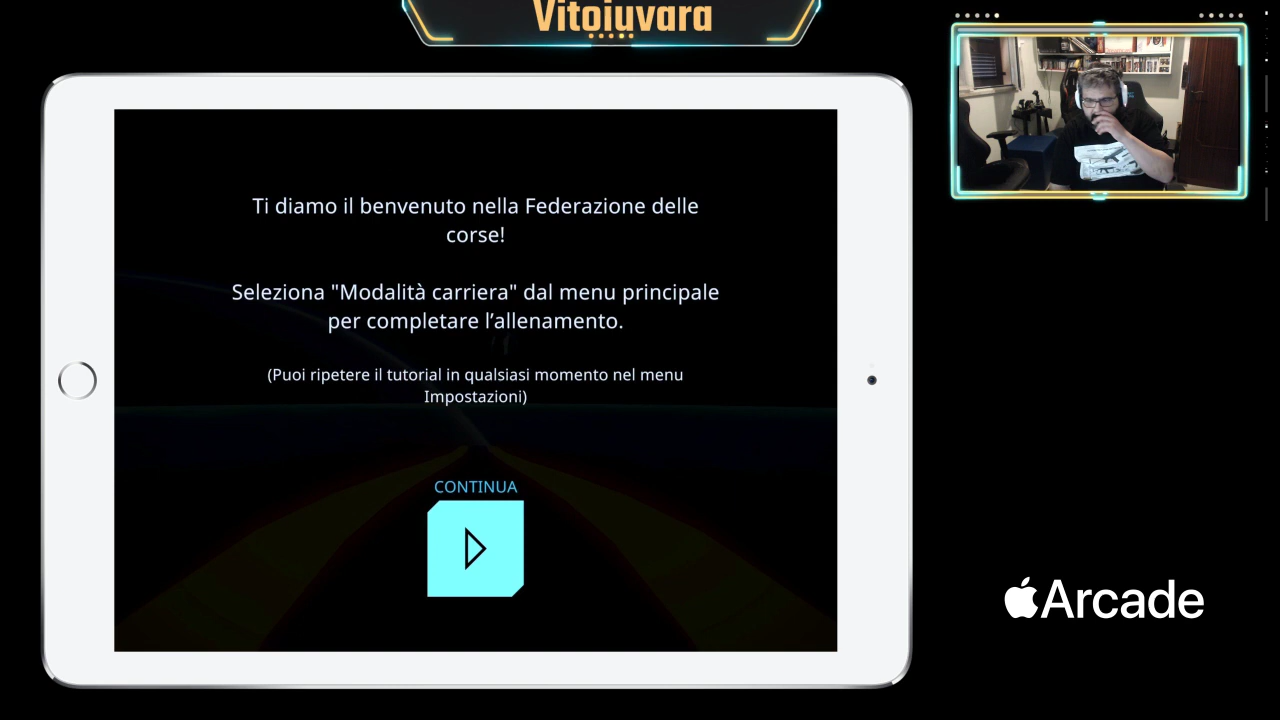 Vitoiuvara
Ti diamo il benvenuto nella Federazione delle
corse!
Seleziona "Modalità carriera" dal menu principale
per completare l’allenamento.
(Puoi ripetere il tutorial in qualsiasi momento nel menu
Impostazioni)
CONTINUA
Arcade